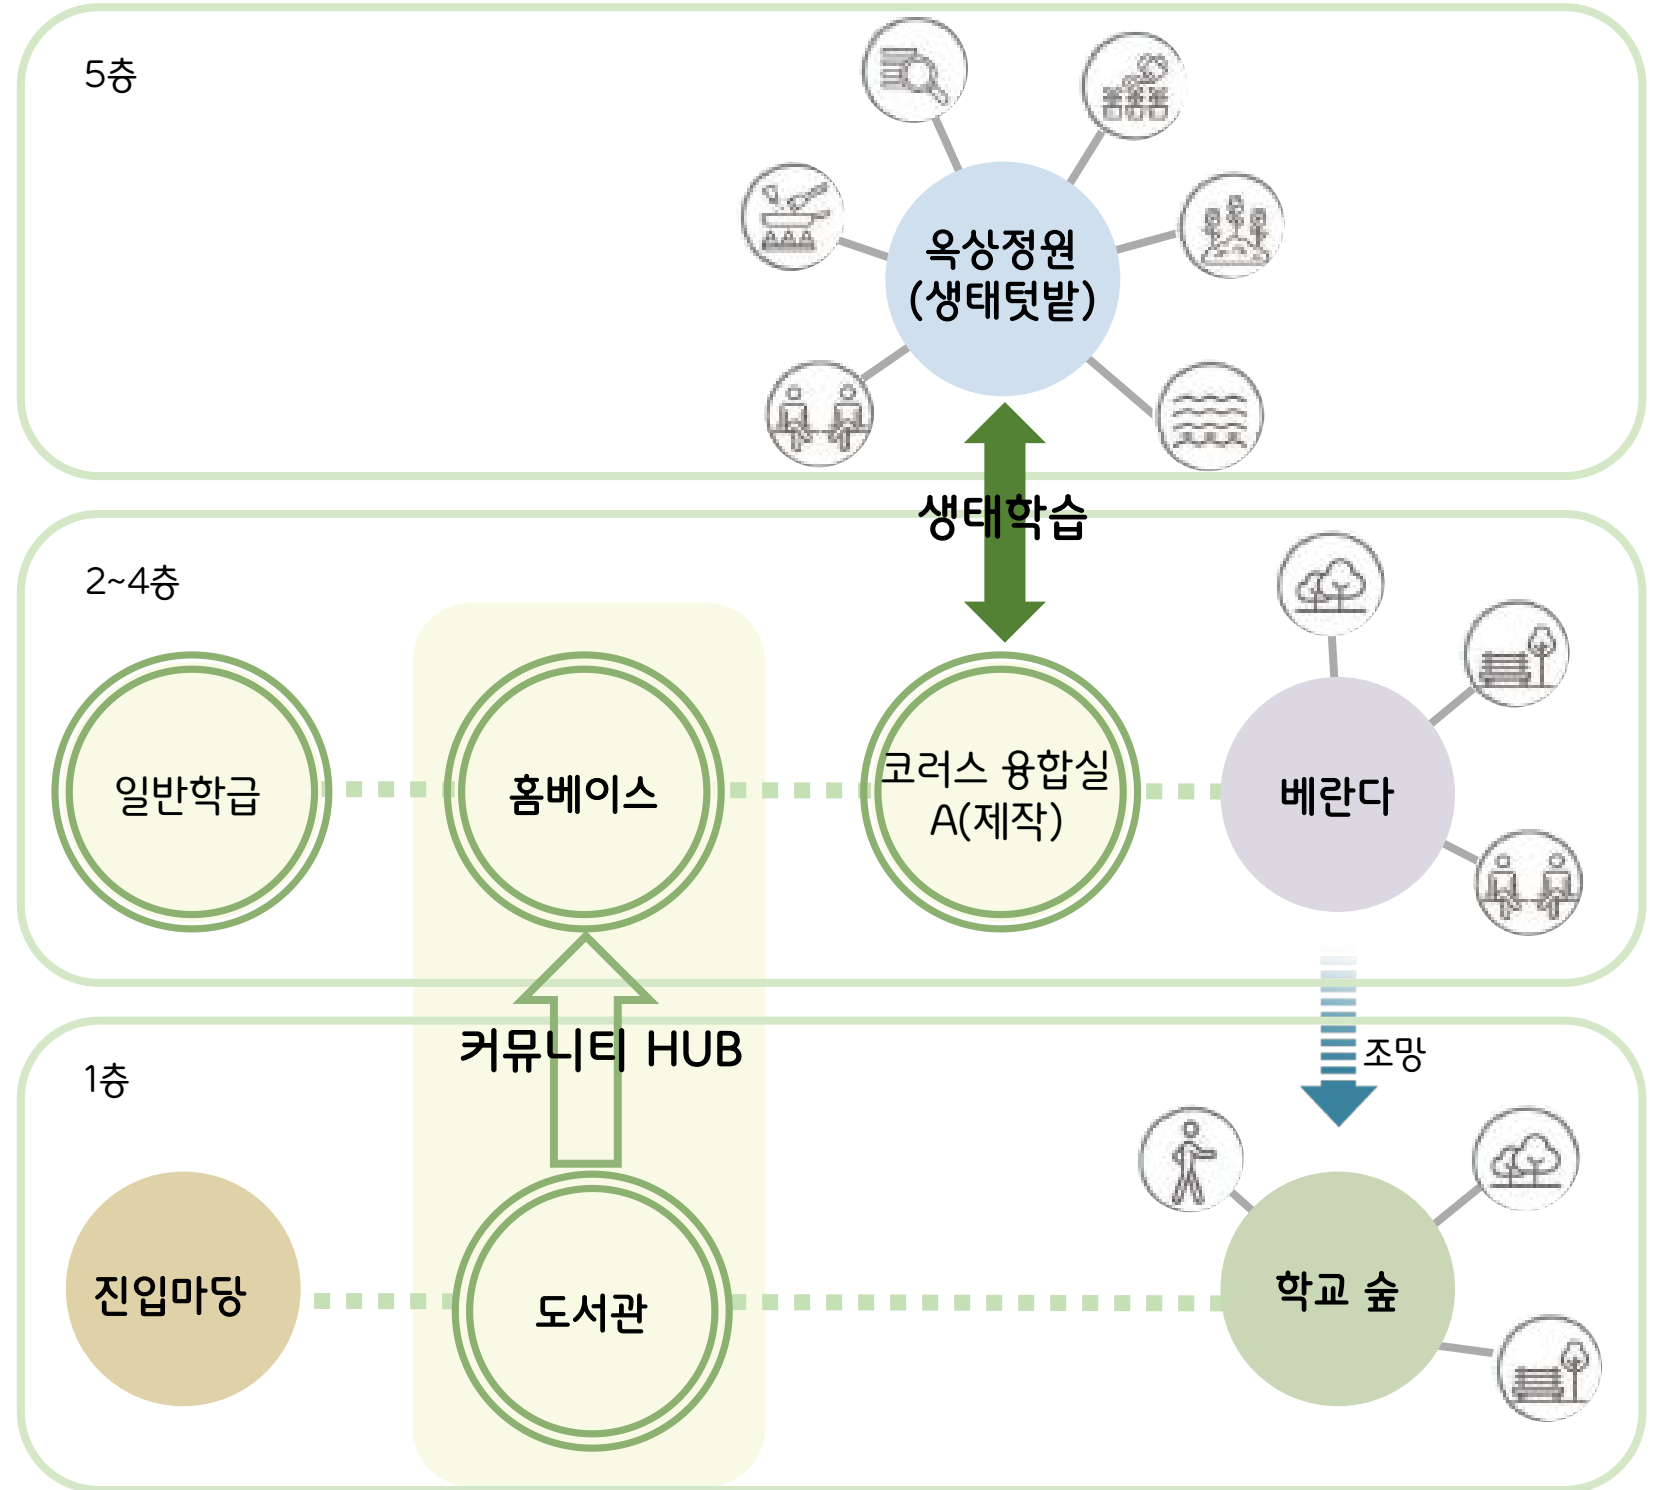 5층
옥상정원
(생태텃밭)
생태학습
2~4층
일반학급
홈베이스
코러스 융합실
A(제작)
베란다
커뮤니티 HUB
조망
1층
진입마당
도서관
학교 숲